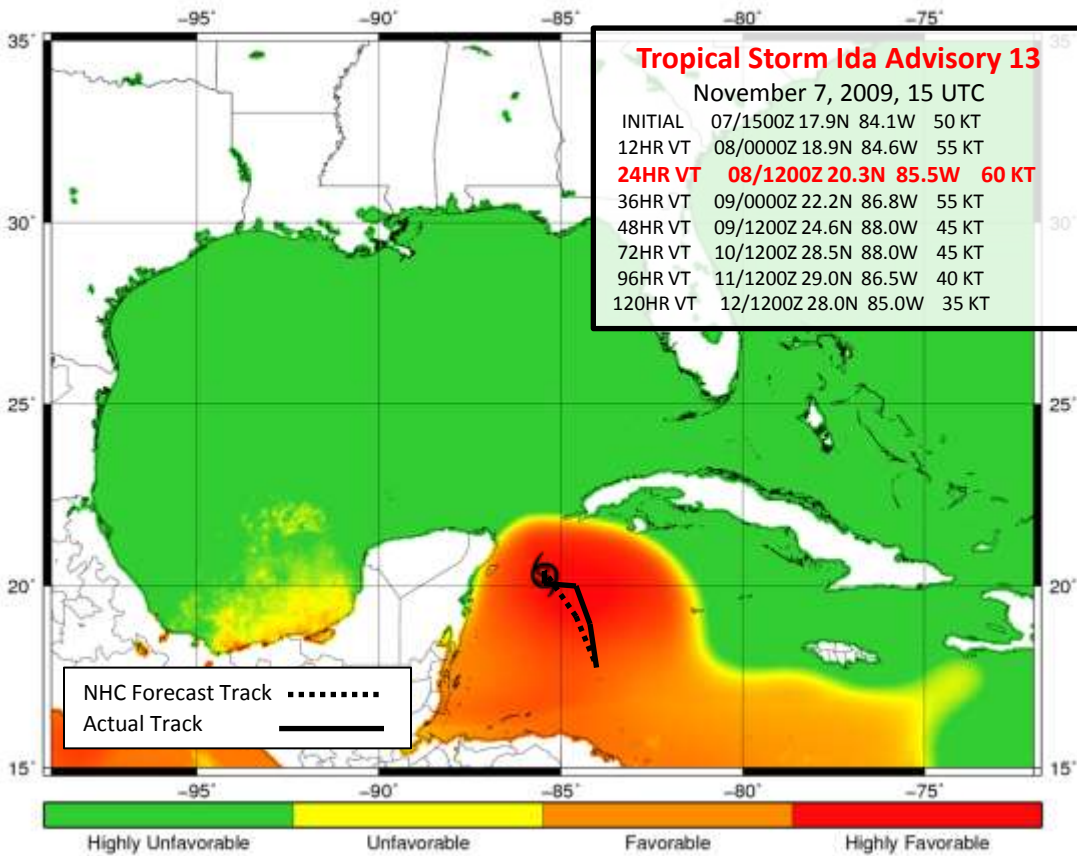 −95° −90° −85° −80° −75°
35°
Tropical Storm Ida Advisory 13
November 7, 2009, 15 UTC
INITIAL 07/1500Z 17.9N 84.1W 50 KT
12HR VT 08/0000Z 18.9N 84.6W 55 KT
24HR VT 08/1200Z 20.3N 85.5W 60 KT
36HR VT 09/0000Z 22.2N 86.8W 55 KT
48HR VT 09/1200Z 24.6N 88.0W 45 KT
72HR VT 10/1200Z 28.5N 88.0W 45 KT
96HR VT 11/1200Z 29.0N 86.5W 40 KT
120HR VT 12/1200Z 28.0N 85.0W 35 KT
30°
25° 25°
20° 20°
NHC Forecast Track
Actual Track
15° 15°
−95° −90° −85° −80° −75°
Highly Unfavorable Unfavorable Favorable Highly Favorable